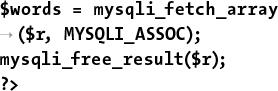 $words = mysqli_fetch_array
→ ($r, MYSQLI_ASSOC);
mysqli_free_result($r);
?>